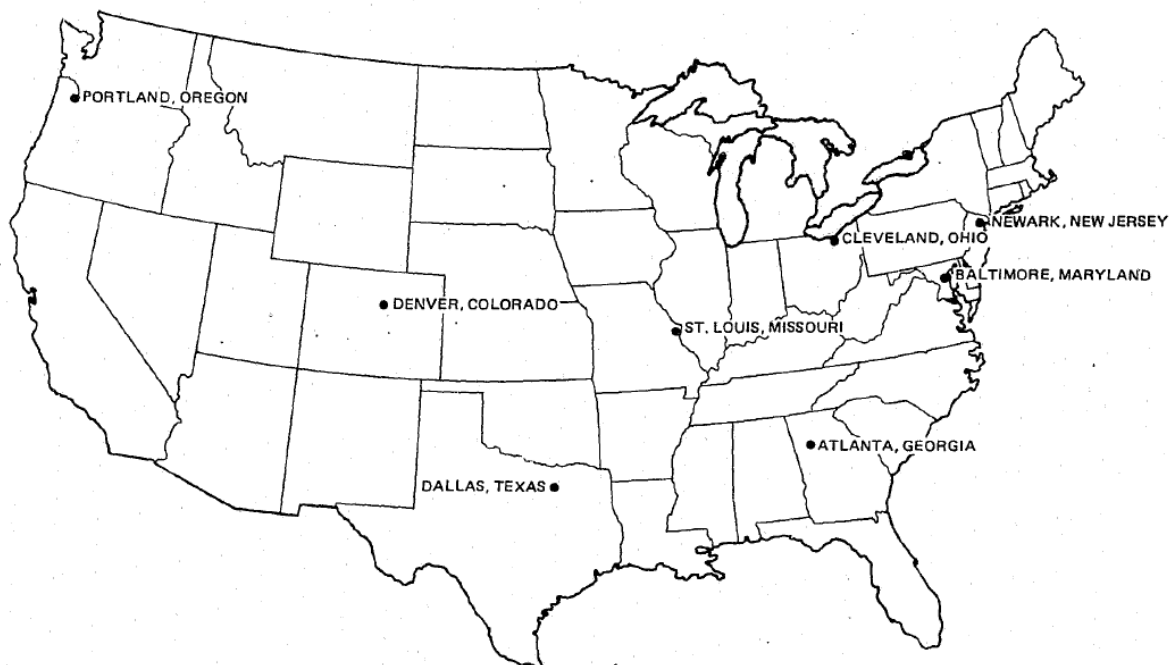 PORTLAND, OREGON
NEWARK, NEW JERSEY
CLEVELAND, OHIO
BALTIMORE, MARYLAND
DENVER, COLORADO
ST. LOUIS, MISSOURI
ATLANTA, GEORGIA
DALLAS, TEXAS